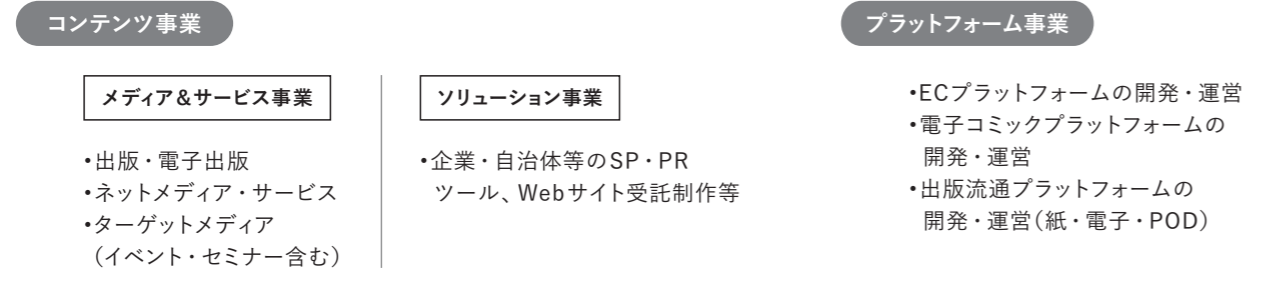 コンテンツ事業
メディア&サービス事業
・出版・電子出版
・ネットメディア・サービス
・ターゲットメディア
（イベント・セミナー含む）
ソリューション事業
・企業・自治体等のSP・PR
ツール、Webサイト受託制作等
プラットフォーム事業
・ECプラットフォームの開発・運営
・電子コミックプラットフォームの
開発・運営
・出版流通プラットフォームの
開発・運営（紙・電子・POD）